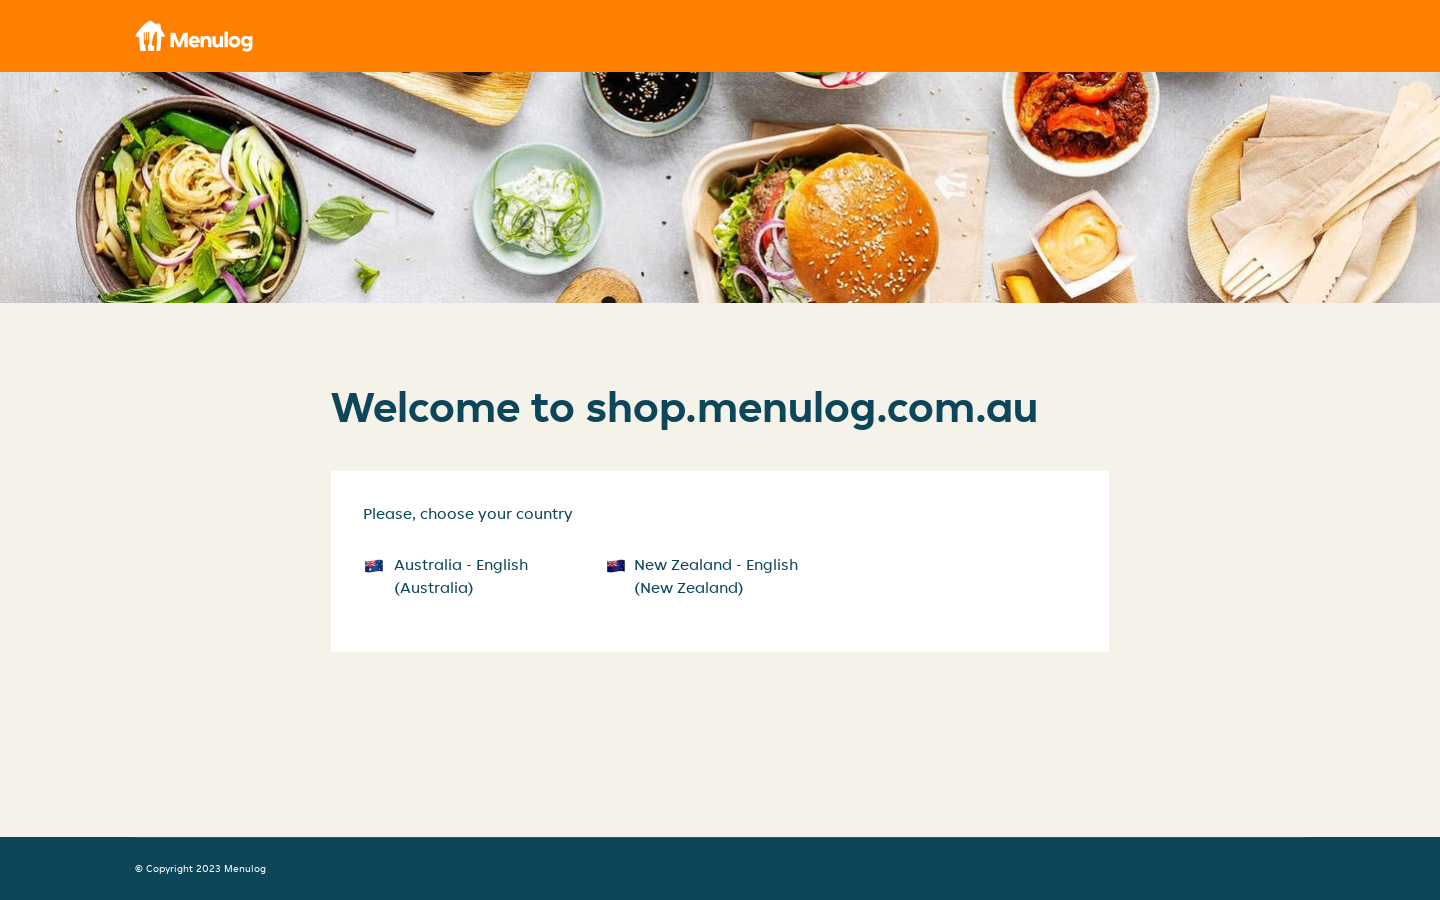 Menulog
Welcome to shop.menulog.com.au
Please, choose your country
Australia - English
(Australia)
New Zealand - English
(New Zealand)
© Copyright 2023 Menulog